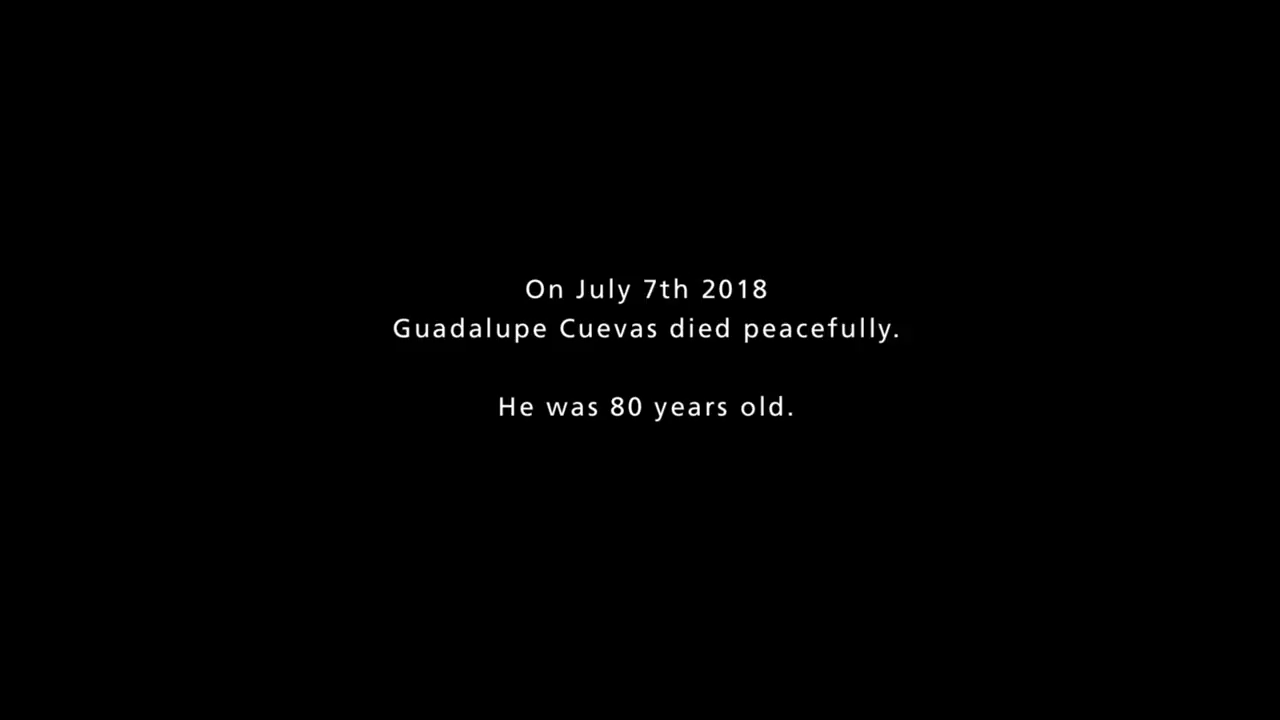 On July 7th 2018
Guadalupe Cuevas died peacefully.
He was 80 years old.